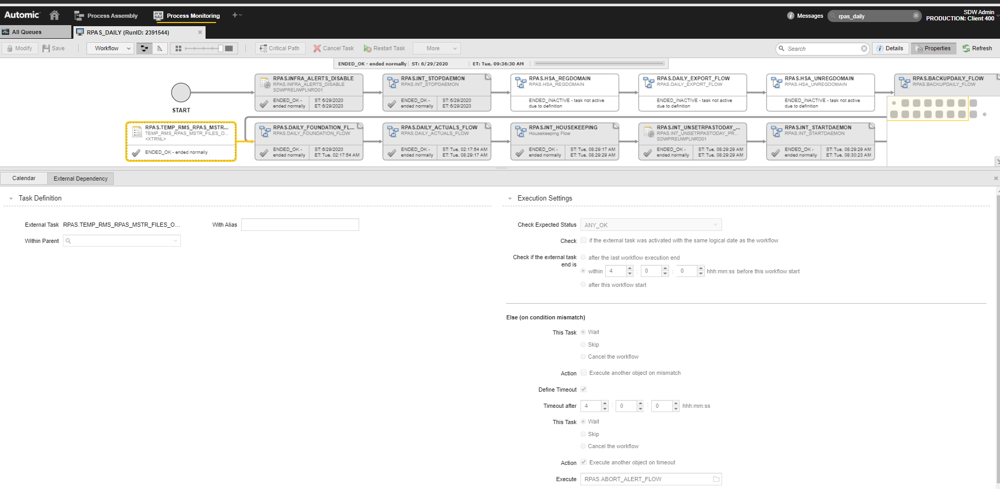 Automic
Process Assembly
Process Monitoring
Messages
rpas_daily
SDW Admin
PRODUCTION: Client 400
All Queues
RPAS_DAILY (RunID: 2391544)
Modify
Save
Workflow
Critical Path
Cancel Task
Restart Task
More
Search
Details
Properties
Refresh
ENDED_OK - ended normally
ST: 6/29/2020
ET: Tue, 09:36:30 AM
START
RPAS.INFRA_ALERTS_DISABLE
RPAS.INFRA_ALERTS_DISABLE
SDWPREUWPLNRD01
ENDED_OK -
ended normally
ST: 6/29/2020
ET: 6/29/2020
RPAS.INT_STOPDAEMON
RPAS.INT_STOPDAEMON
ENDED_OK -
ended normally
ST: 6/29/2020
ET: 6/29/2020
RPAS.HSA_REGDOMAIN
RPAS.HSA_REGDOMAIN
ENDED_INACTIVE - task not active
due to definition
RPAS.DAILY_EXPORT_FLOW
RPAS.DAILY_EXPORT_FLOW
ENDED_INACTIVE - task not active
due to definition
RPAS.HSA_UNREGDOMAIN
RPAS.HSA_UNREGDOMAIN
ENDED_INACTIVE - task not active
due to definition
RPAS.BACKUPDAILY_FLOW
RPAS.BACKUPDAILY_FLOW
RPAS.TEMP_RMS_RPAS_MSTR...
TEMP_RMS_RPAS_MSTR_FILES_O...
<XTRNL>
ENDED_OK - ended normally
RPAS.DAILY_FOUNDATION_FL...
RPAS.DAILY_FOUNDATION_FLOW
ENDED_OK -
ended normally
ST: 6/29/2020
ET: Tue, 02:17:54 AM
RPAS.DAILY_ACTUALS_FLOW
RPAS.DAILY_ACTUALS_FLOW
ENDED_OK -
ended normally
ST: Tue, 02:17:54 AM
ET: Tue, 08:29:17 AM
RPAS.INT_HOUSEKEEPING
Housekeeping Flow
ENDED_OK -
ended normally
ST: Tue, 08:29:17 AM
ET: Tue, 08:29:29 AM
RPAS.INT_UNSETRPASTODAY_...
RPAS.INT_UNSETRPASTODAY_PR...
SDWPREUWPLNRD01
ENDED_OK -
ended normally
ST: Tue, 08:29:29 AM
ET: Tue, 08:29:29 AM
RPAS.INT_STARTDAEMON
RPAS.INT_STARTDAEMON
ENDED_OK -
ended normally
ST: Tue, 08:29:29 AM
ET: Tue, 08:30:23 AM
Calendar
External Dependency
Task Definition
External Task
RPAS.TEMP_RMS_RPAS_MSTR_FILES_O...
With Alias
Within Parent
Execution Settings
Check Expected Status
ANY_OK
Check
if the external task was activated with the same logical date as the workflow
Check if the external task
end is
after the last workflow execution end
within 4 : 0 : 0 hhh:mm:ss before this workflow start
after this workflow start
Else (on condition mismatch)
This Task
Wait
Skip
Cancel the workflow
Action
Execute another object on mismatch
Define Timeout
Timeout after 4 : 0 : 0 hhh:mm:ss
This Task
Wait
Skip
Cancel the workflow
Action
Execute another object on timeout
Execute
RPAS.ABORT_ALERT_FLOW